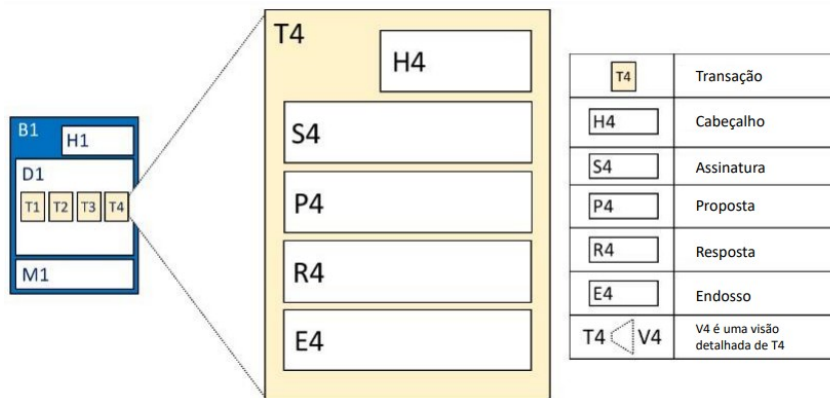 B1
H1
D1
T1 T2 T3 T4
M1
T4
H4
S4
P4
R4
E4
T4 Transação
H4 Cabeçalho
S4 Assinatura
P4 Proposta
R4 Resposta
E4 Endosso
T4 V4 V4 é uma visão
detalhada de T4